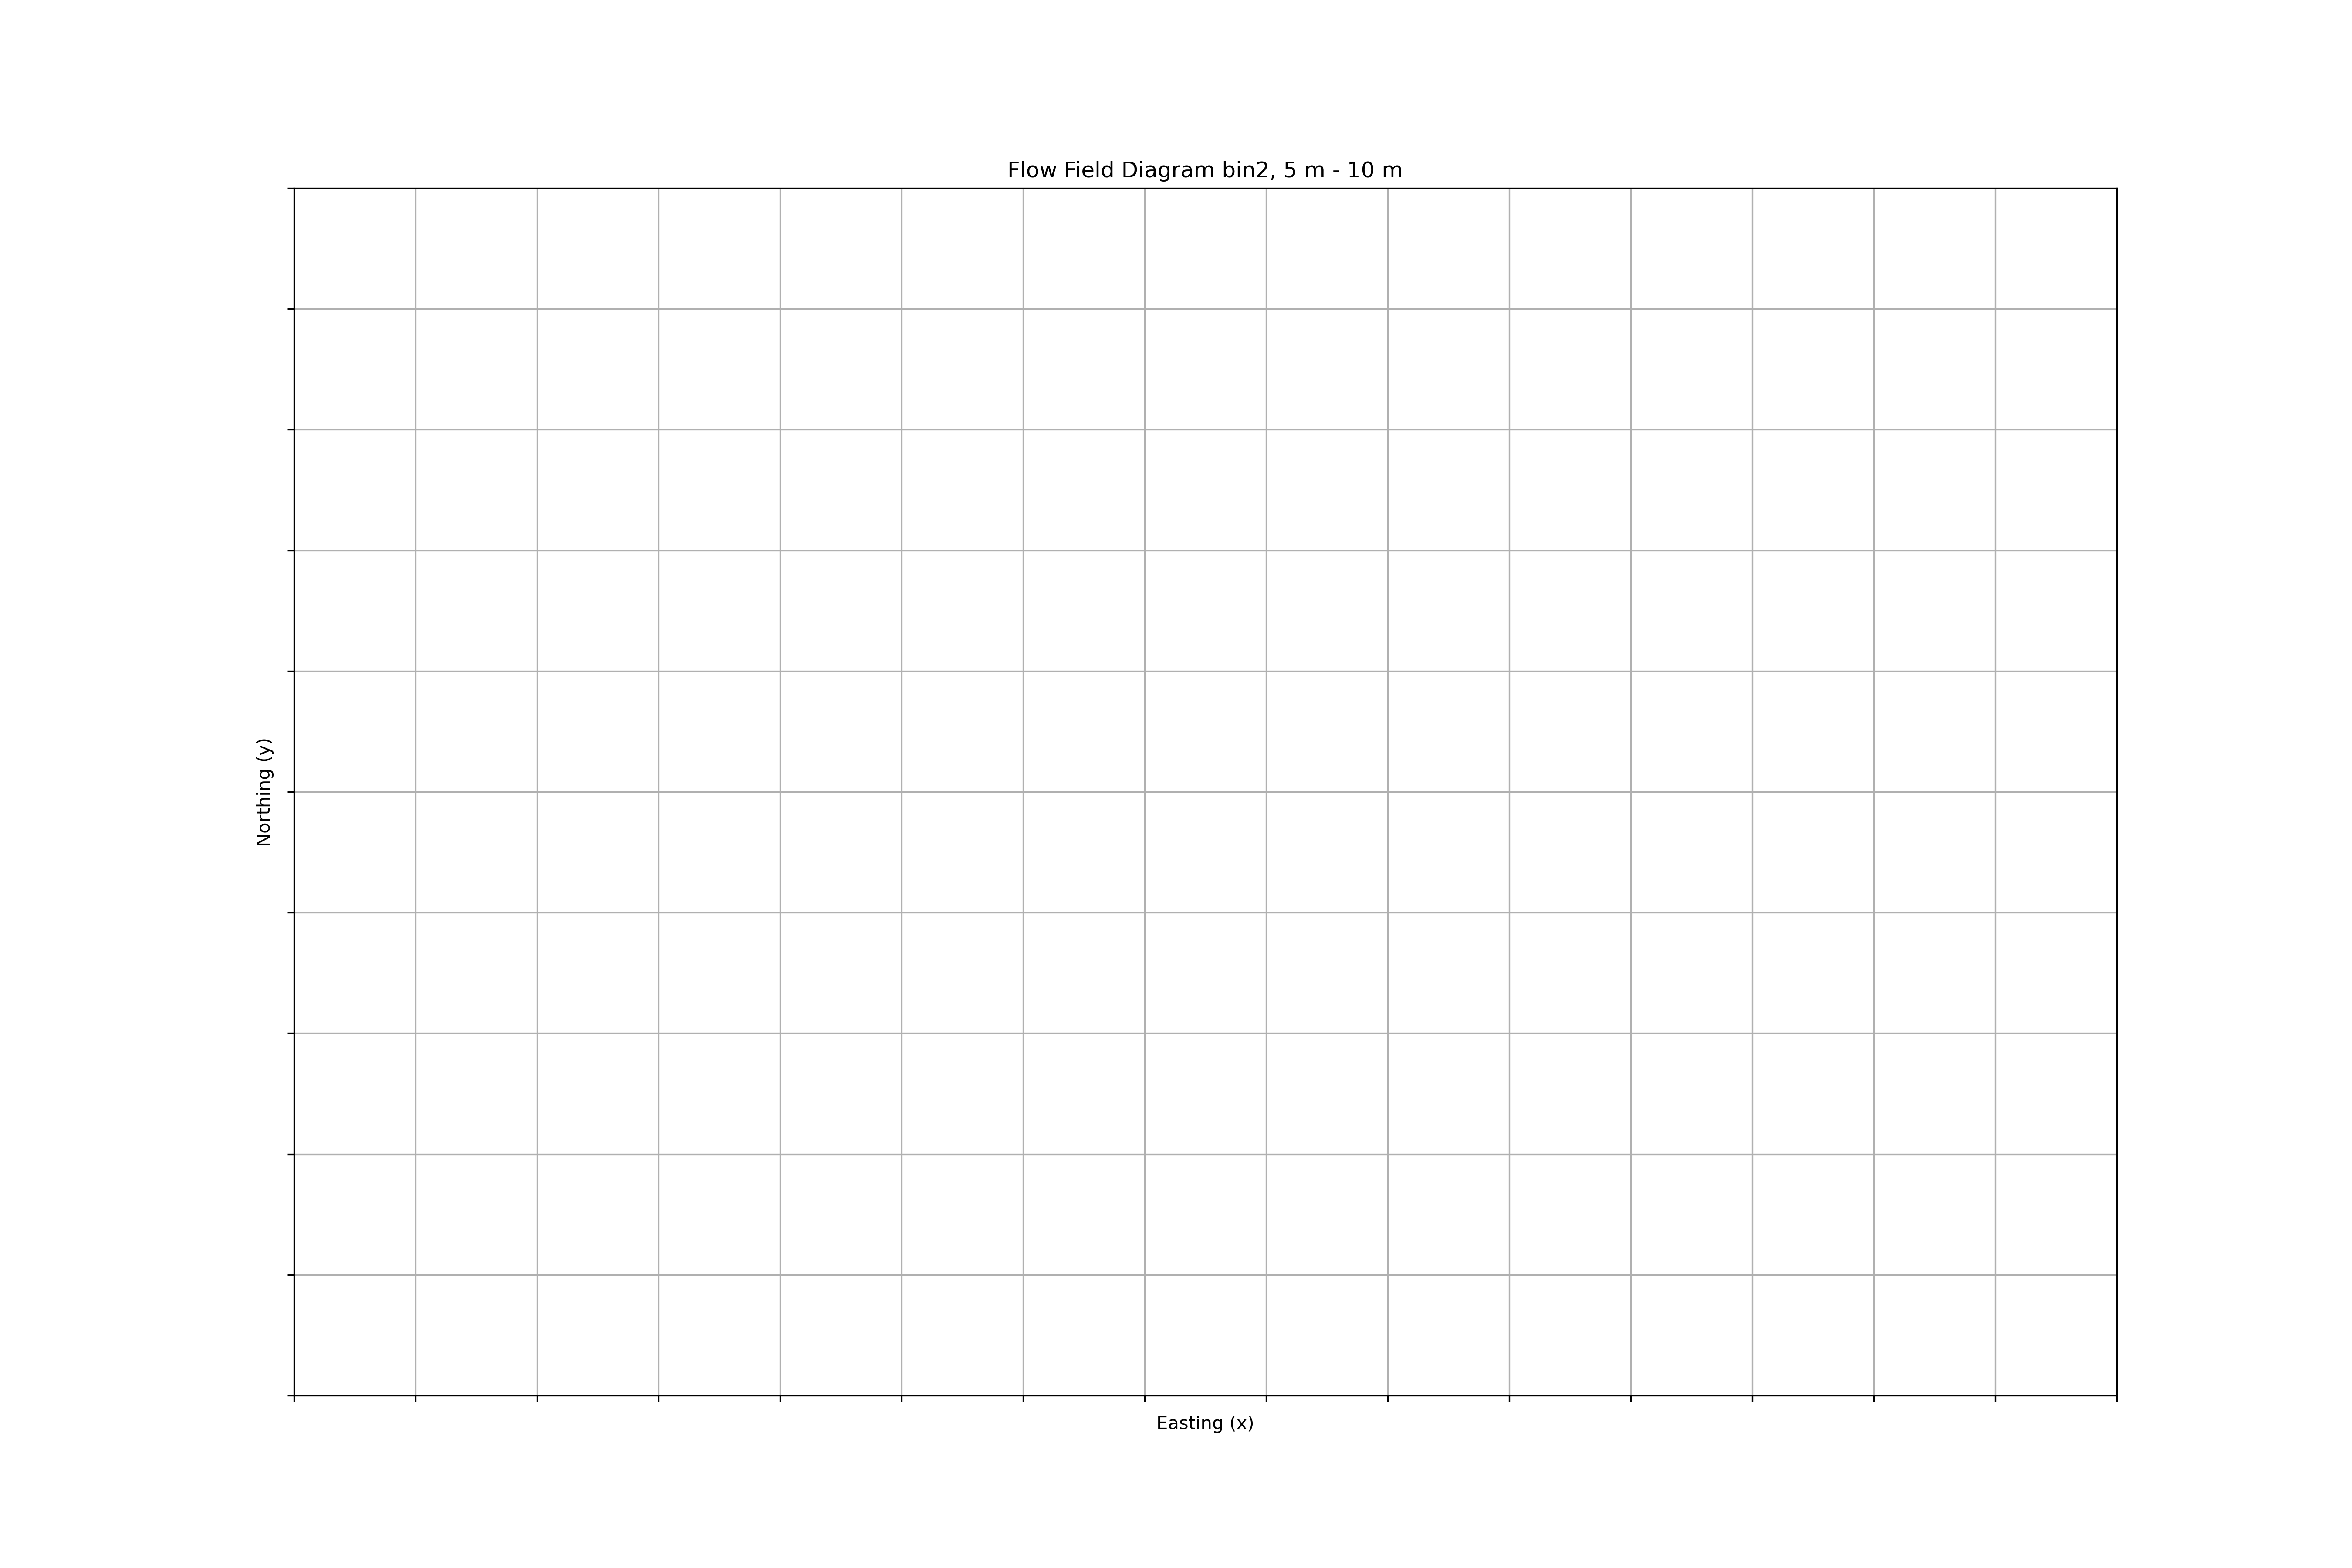 Flow Field Diagram bin2, 5 m - 10 m
Northing (y)
Easting (x)